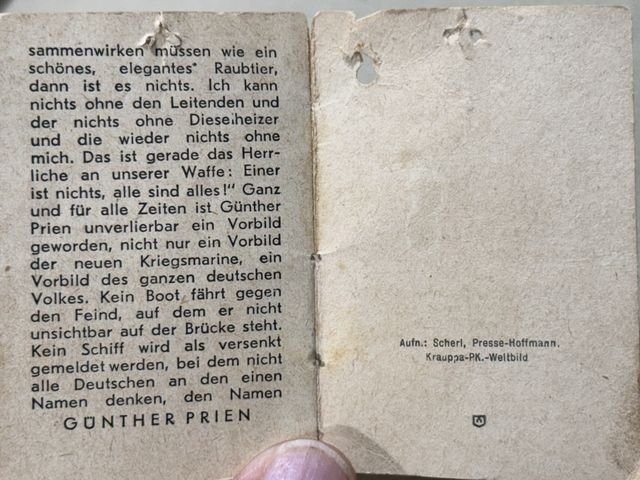 sammenwirken müssen wie ein
schönes, elegantes Raubtier,
dann ist es nichts. Ich kann
nichts ohne den Leitenden und
der nichts ohne Dieselheizer
und die wieder nichts ohne
mich. Das ist gerade das Herr-
liche an unserer Waffe: Einer
ist nichts, alle sind alles!" Ganz
und für alle Zeiten ist Günther
Prien unverlierbar ein Vorbild
geworden, nicht nur ein Vorbild
der neuen Kriegsmarine, ein
Vorbild des ganzen deutschen
Volkes. Kein Boot fährt gegen
den Feind, auf dem er nicht
unsichtbar auf der Brücke steht.
Kein Schiff wird als versenkt
gemeldet werden, bei dem nicht
alle Deutschen an den einen
Namen denken, den Namen
GÜNTHER PRIEN
Aufn.: Scherl, Presse-Hoffmann.
Krauppa-PK.-Weltbild